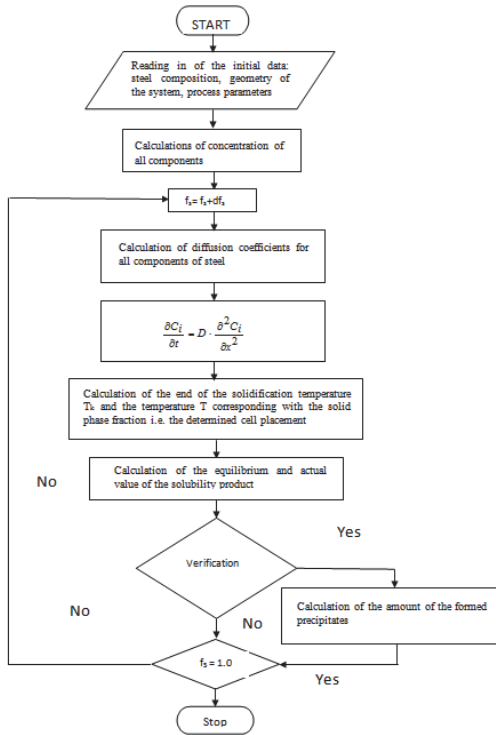 START
Reading in of the initial data:
steel composition, geometry of
the system, process parameters
Calculations of concentration of
all components
fₛ= fₛ+dfₛ
Calculation of diffusion coefficients for
all components of steel
∂Cᵢ/∂t = D · ∂²Cᵢ/∂x²
Calculation of the end of the solidification temperature
Tₖ and the temperature T corresponding with the solid
phase fraction i.e. the determined cell placement
Calculation of the equilibrium and actual
value of the solubility product
No
Yes
Verification
Calculation of the amount of the formed
precipitates
No
No
fₛ = 1.0
Yes
Stop